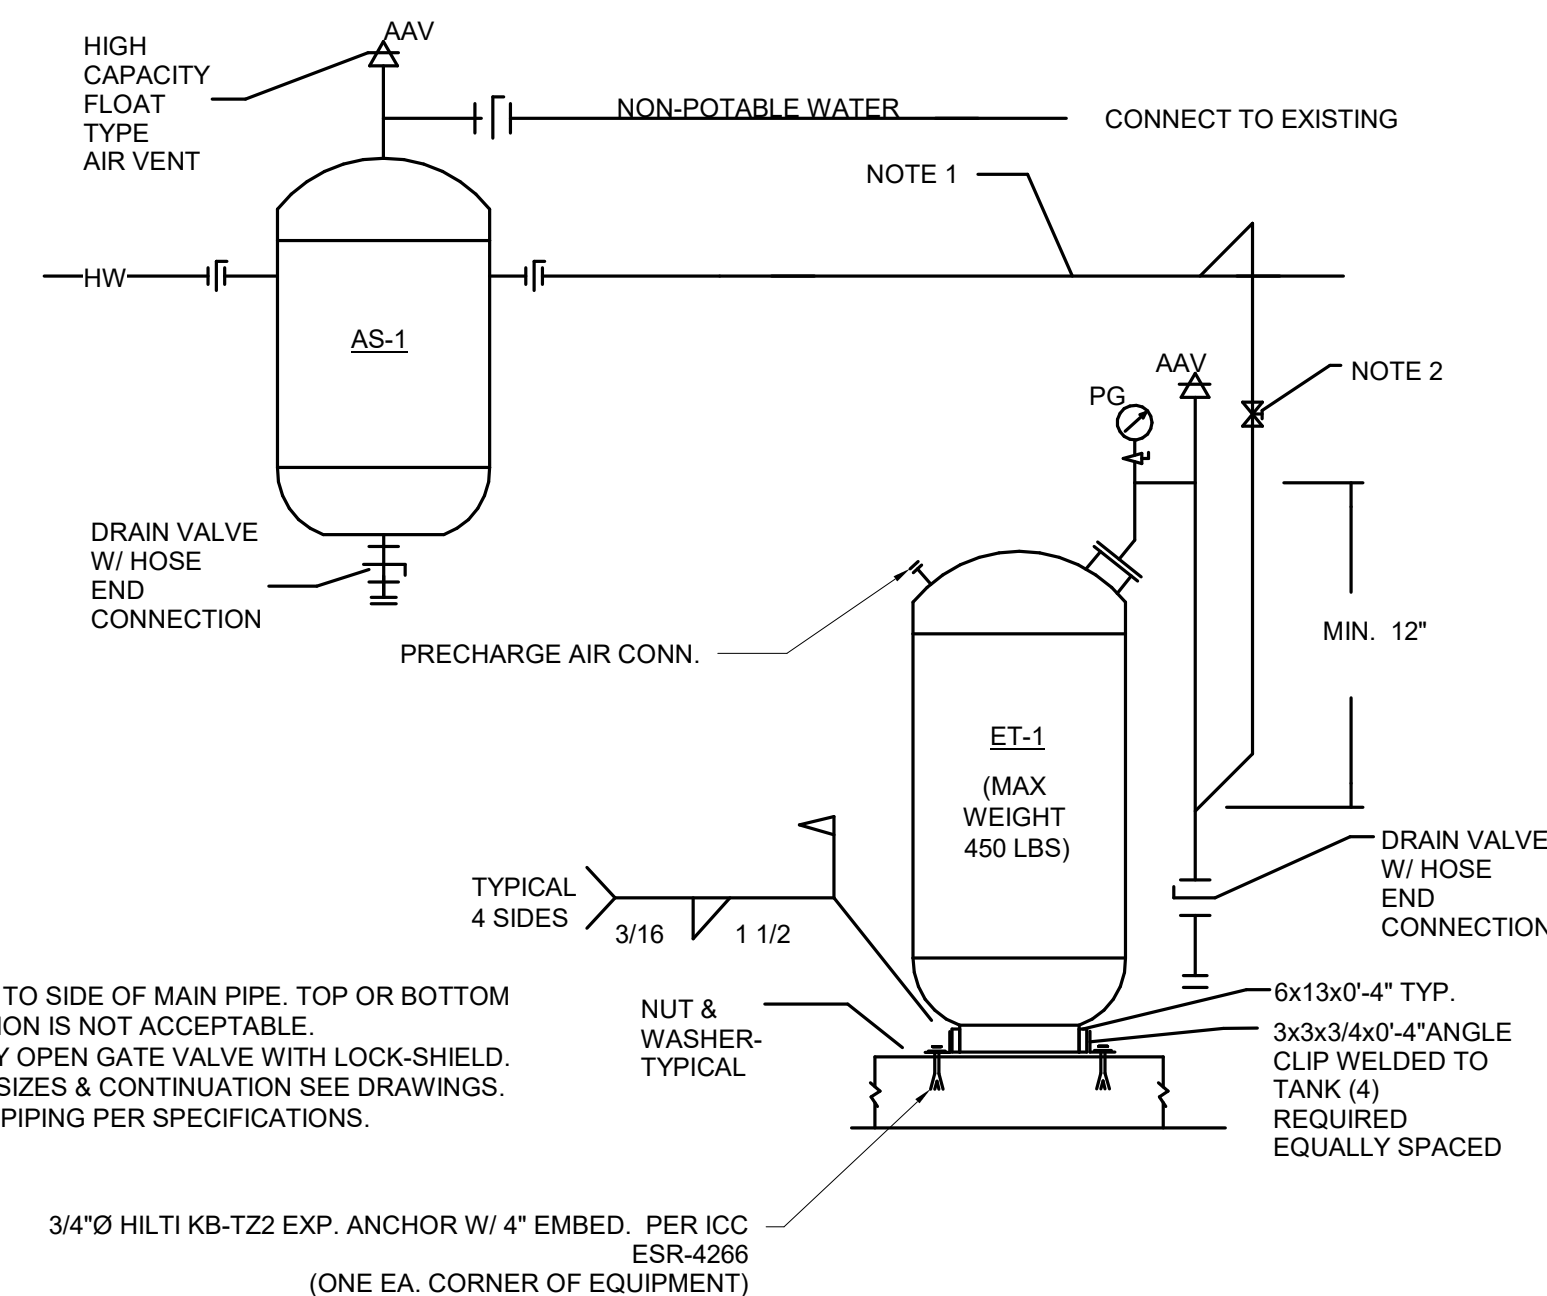 HIGH
CAPACITY
FLOAT
TYPE
AIR VENT
AAV
NON-POTABLE WATER
CONNECT TO EXISTING
NOTE 1
HW
AS-1
AAV
PG
NOTE 2
DRAIN VALVE
W/ HOSE
END
CONNECTION
PRECHARGE AIR CONN.
MIN. 12"
ET-1
(MAX
WEIGHT
450 LBS)
DRAIN VALVE
W/ HOSE
END
CONNECTION
TYPICAL
4 SIDES
3/16
1 1/2
TO SIDE OF MAIN PIPE. TOP OR BOTTOM
IS NOT ACCEPTABLE.
OPEN GATE VALVE WITH LOCK-SHIELD.
SIZES & CONTINUATION SEE DRAWINGS.
PIPING PER SPECIFICATIONS.
NUT &
WASHER-
TYPICAL
6x13x0'-4" TYP.
3x3x3/4x0'-4"ANGLE
CLIP WELDED TO
TANK (4)
REQUIRED
EQUALLY SPACED
3/4"Ø HILTI KB-TZ2 EXP. ANCHOR W/ 4" EMBED. PER ICC
ESR-4266
(ONE EA. CORNER OF EQUIPMENT)